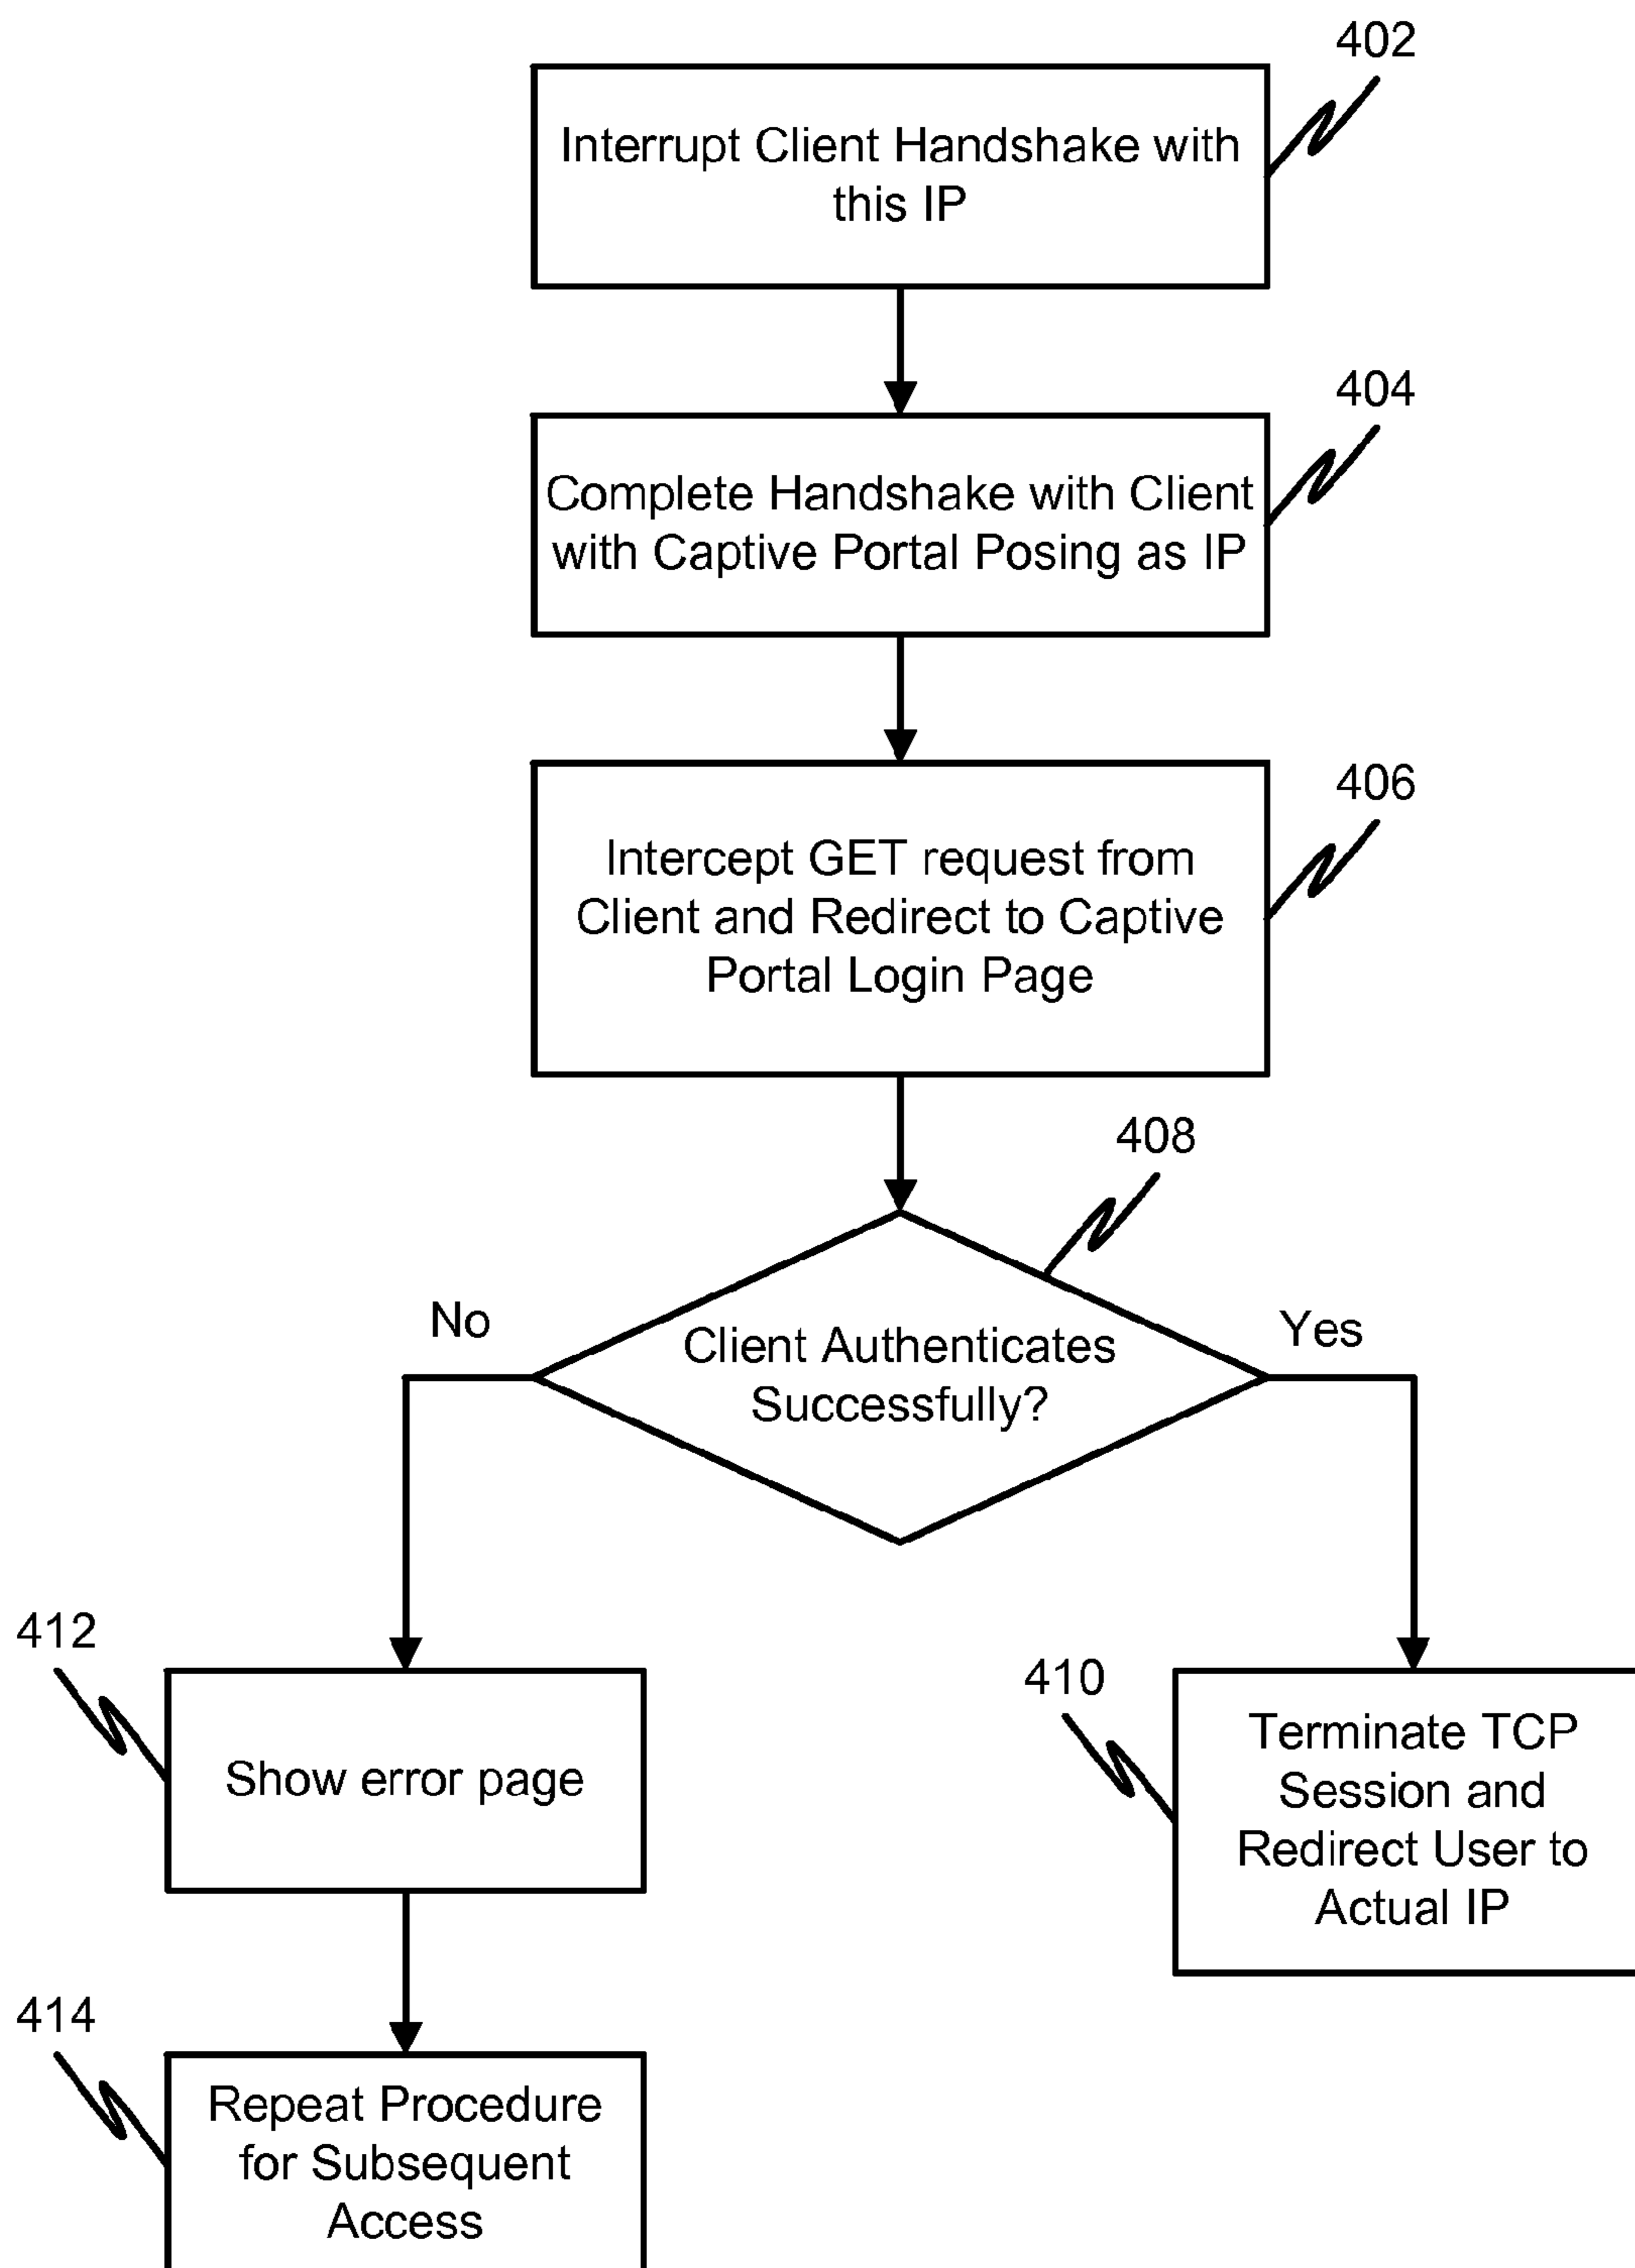 402
Interrupt Client Handshake with
this IP
404
Complete Handshake with Client
with Captive Portal Posing as IP
406
Intercept GET request from
Client and Redirect to Captive
Portal Login Page
408
No
Yes
Client Authenticates
Successfully?
412
Show error page
410
Terminate TCP
Session and
Redirect User to
Actual IP
414
Repeat Procedure
for Subsequent
Access